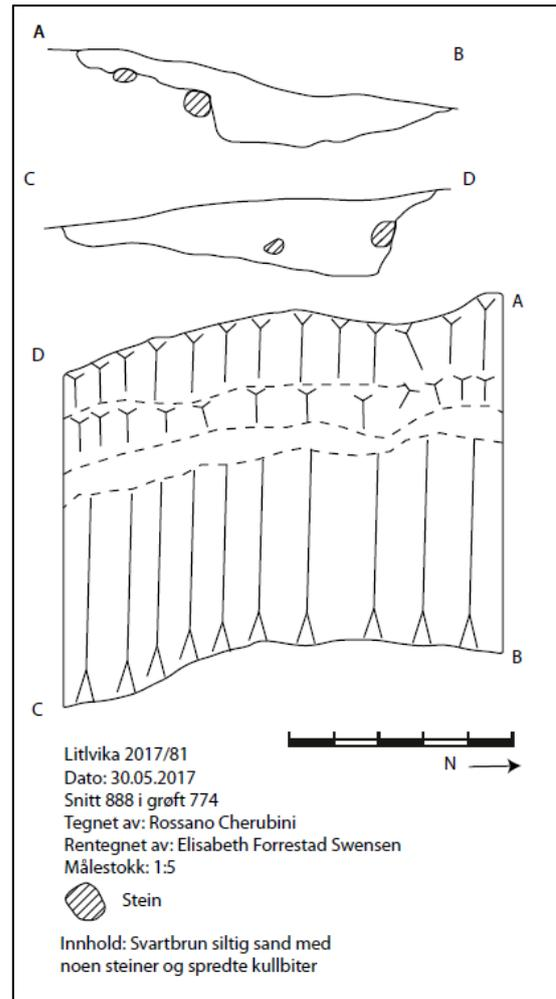 A
B
C
D
A
D
B
C
N
Litlvika 2017/81
Dato: 30.05.2017
Snitt 888 i grøft 774
Tegnet av: Rossano Cherubini
Rentegnet av: Elisabeth Forrestad Swensen
Målestokk: 1:5
Stein
Innhold: Svartbrun siltig sand med
noen steiner og spredte kullbiter